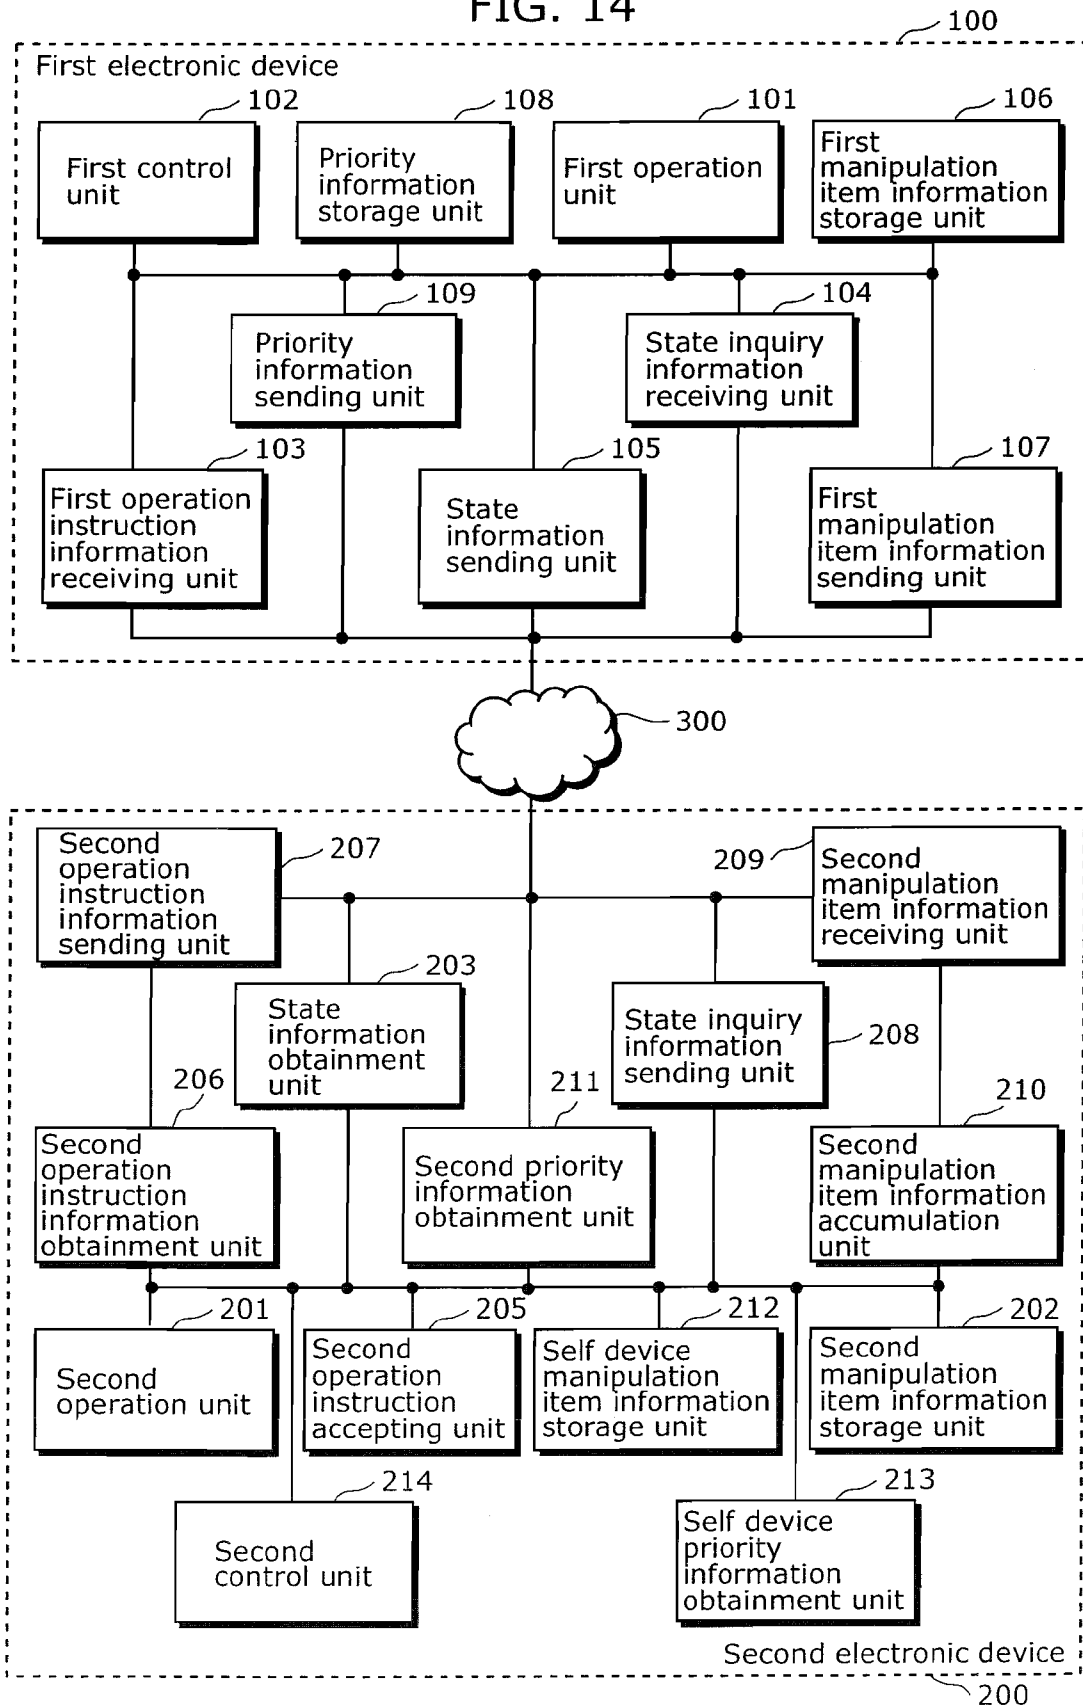 FIG. 14
100
First electronic device
102
108
101
106
First control
unit
Priority
information
storage unit
First operation
unit
First
manipulation
item information
storage unit
109
104
Priority
information
sending unit
State inquiry
information
receiving unit
103
105
107
First operation
instruction
information
receiving unit
State
information
sending unit
First
manipulation
item information
sending unit
300
Second
operation
instruction
information
sending unit
207
209
Second
manipulation
item information
receiving unit
203
State
information
obtainment
unit
State inquiry
information
sending unit
208
206
211
210
Second
operation
instruction
information
obtainment unit
Second priority
information
obtainment unit
Second
manipulation
item information
accumulation
unit
201
205
212
202
Second
operation unit
Second
operation
instruction
accepting unit
Self device
manipulation
item information
storage unit
Second
manipulation
item information
storage unit
214
213
Second
control unit
Self device
priority
information
obtainment unit
Second electronic device
200